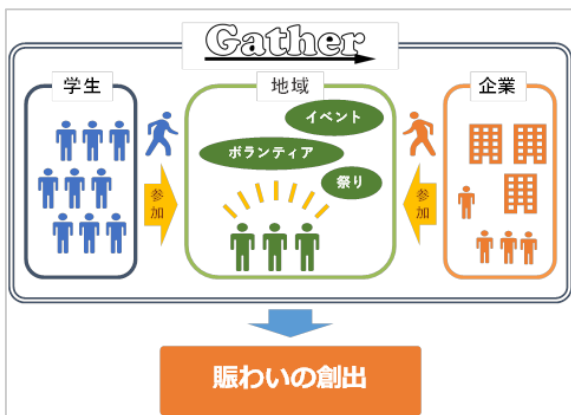 Gather
学生
地域
企業
イベント
ボランティア
祭り
参加
参加
賑わいの創出